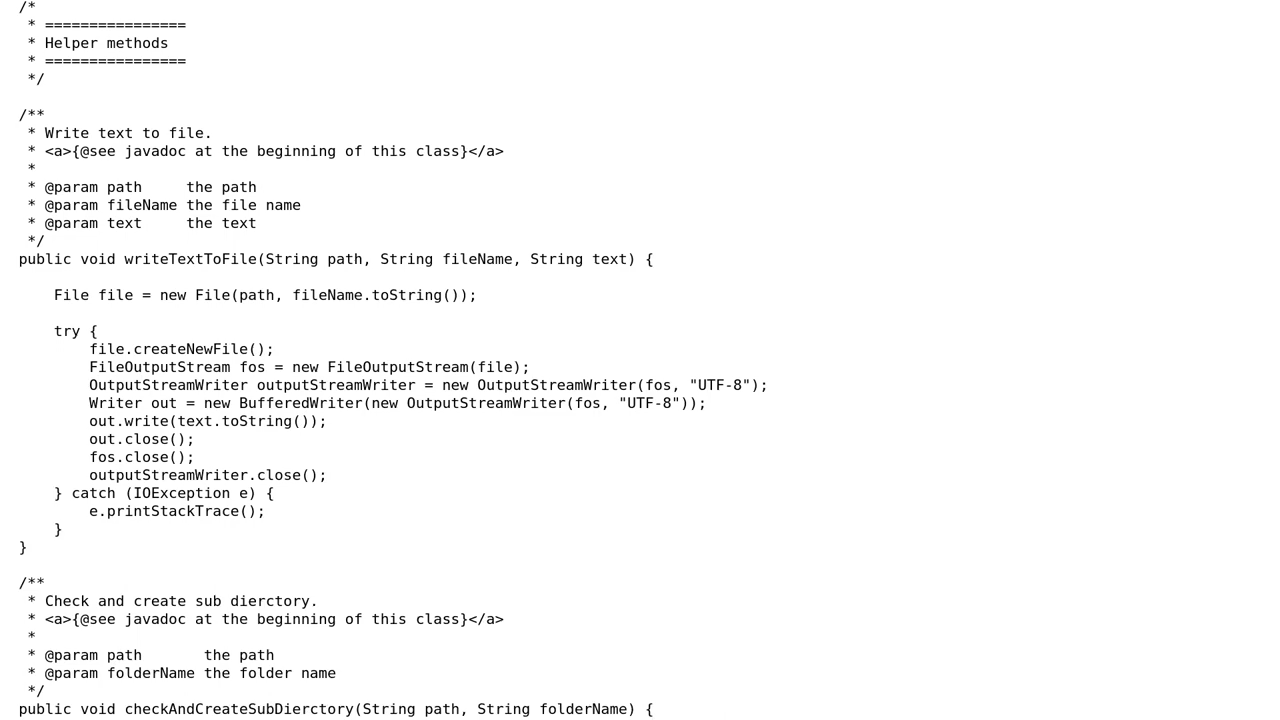 /*
 * ================
 * Helper methods
 * ================
 */

/**
 * Write text to file.
 * <a>{@see javadoc at the beginning of this class}</a>
 *
 * @param path     the path
 * @param fileName the file name
 * @param text     the text
 */
public void writeTextToFile(String path, String fileName, String text) {

    File file = new File(path, fileName.toString());

    try {
        file.createNewFile();
        FileOutputStream fos = new FileOutputStream(file);
        OutputStreamWriter outputStreamWriter = new OutputStreamWriter(fos, "UTF-8");
        Writer out = new BufferedWriter(new OutputStreamWriter(fos, "UTF-8"));
        out.write(text.toString());
        out.close();
        fos.close();
        outputStreamWriter.close();
    } catch (IOException e) {
        e.printStackTrace();
    }
}

/**
 * Check and create sub dierctory.
 * <a>{@see javadoc at the beginning of this class}</a>
 *
 * @param path       the path
 * @param folderName the folder name
 */
public void checkAndCreateSubDierctory(String path, String folderName) {